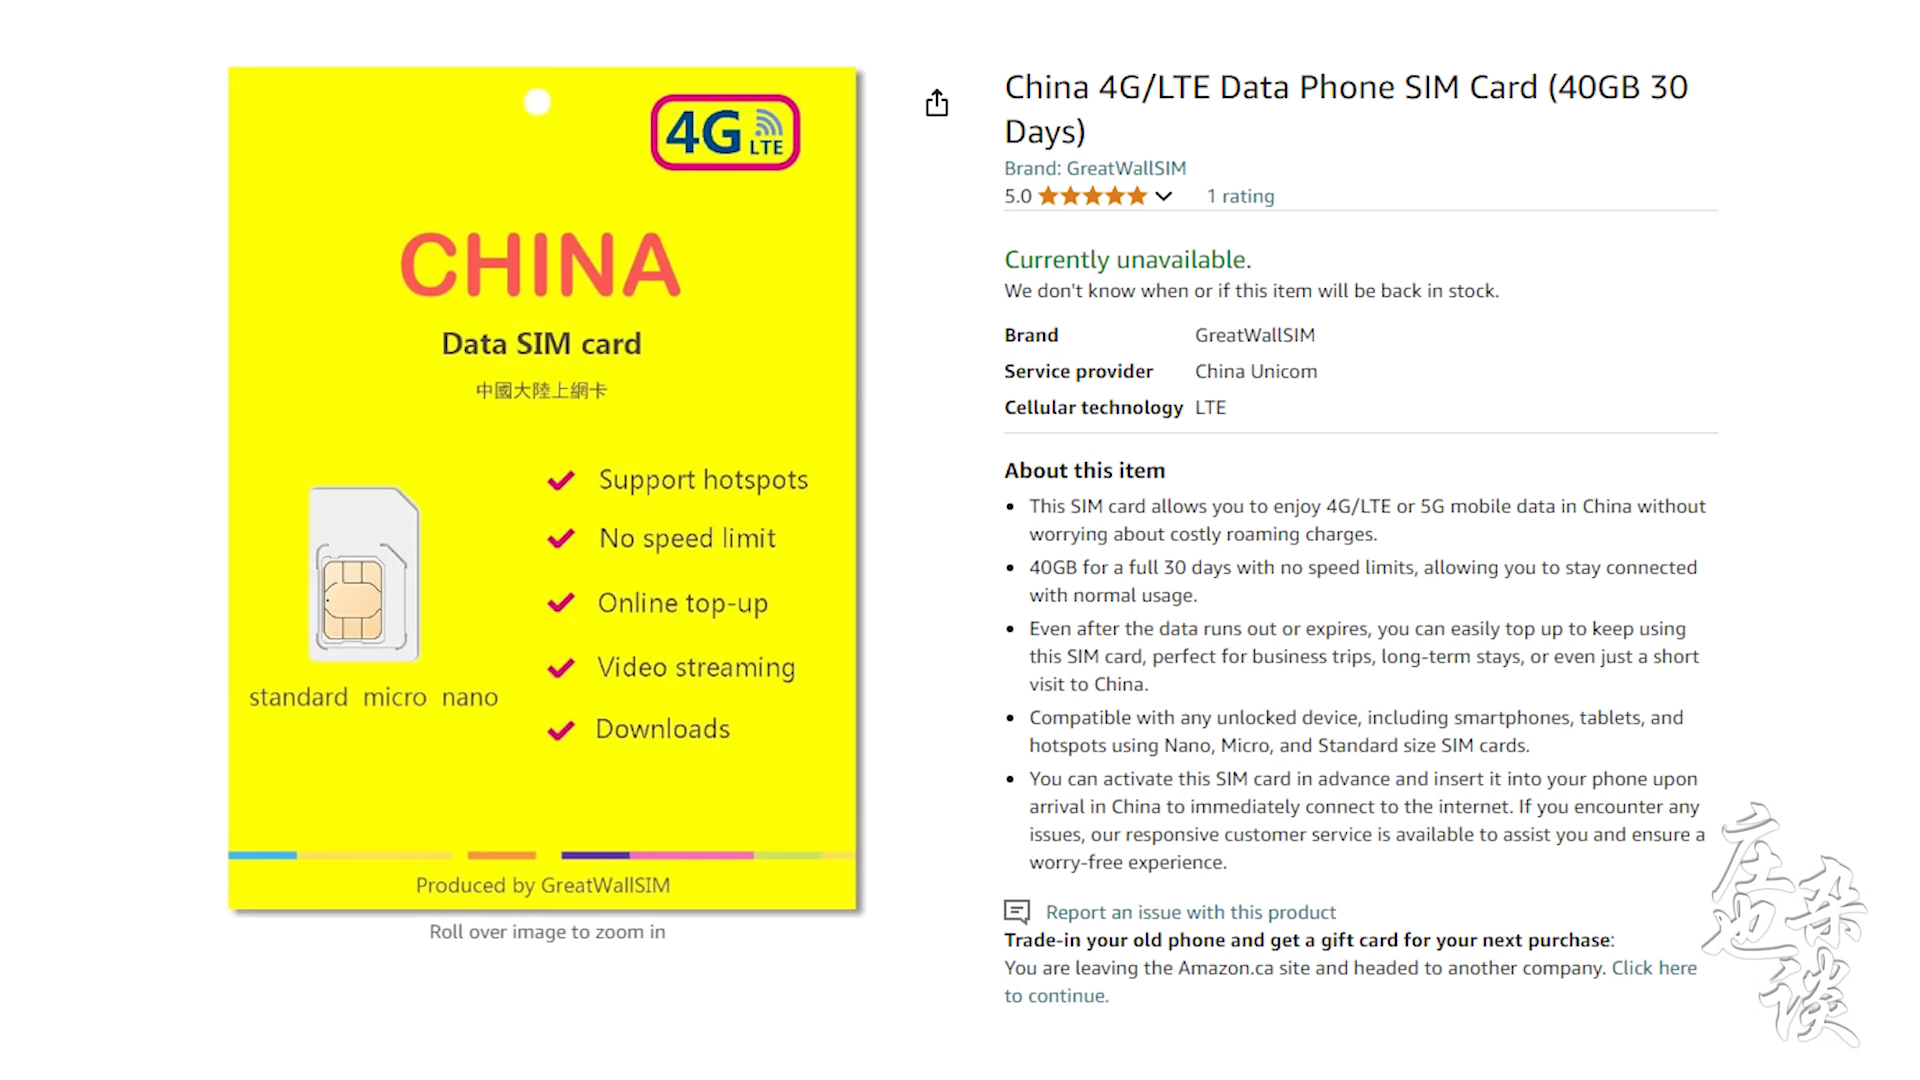 4G LTE
CHINA
Data SIM card
中國大陸上網卡
Support hotspots
No speed limit
Online top-up
Video streaming
Downloads
standard micro nano
Produced by GreatWallSIM
Roll over image to zoom in
China 4G/LTE Data Phone SIM Card (40GB 30
Days)
Brand: GreatWallSIM
5.0 1 rating
Currently unavailable.
We don't know when or if this item will be back in stock.
Brand GreatWallSIM
Service provider China Unicom
Cellular technology LTE
About this item
This SIM card allows you to enjoy 4G/LTE or 5G mobile data in China without
worrying about costly roaming charges.
40GB for a full 30 days with no speed limits, allowing you to stay connected
with normal usage.
Even after the data runs out or expires, you can easily top up to keep using
this SIM card, perfect for business trips, long-term stays, or even just a short
visit to China.
Compatible with any unlocked device, including smartphones, tablets, and
hotspots using Nano, Micro, and Standard size SIM cards.
You can activate this SIM card in advance and insert it into your phone upon
arrival in China to immediately connect to the internet. If you encounter any
issues, our responsive customer service is available to assist you and ensure a
worry-free experience.
Report an issue with this product
Trade-in your old phone and get a gift card for your next purchase:
You are leaving the Amazon.ca site and headed to another company. Click here
to continue.
庄也杂谈